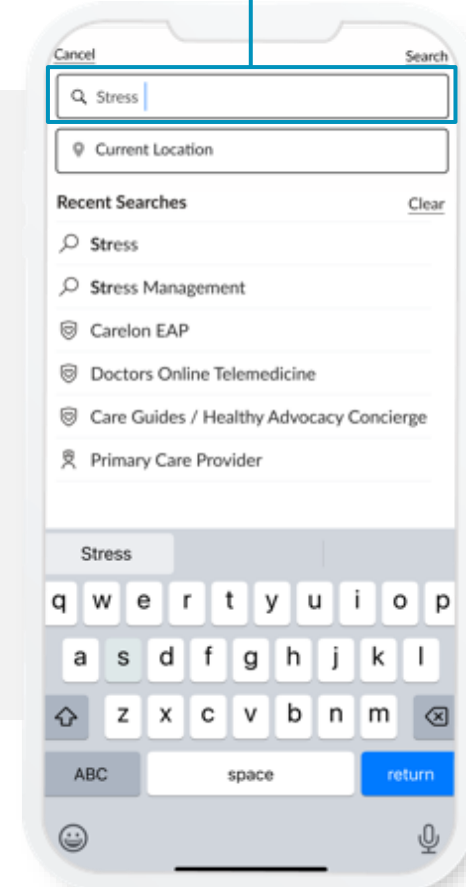 Cancel Search
Stress
Current Location
Recent Searches Clear
Stress
Stress Management
Carelon EAP
Doctors Online Telemedicine
Care Guides / Healthy Advocacy Concierge
Primary Care Provider
Stress
q w e r t y u i o p
a s d f g h j k l
z x c v b n m
ABC space return